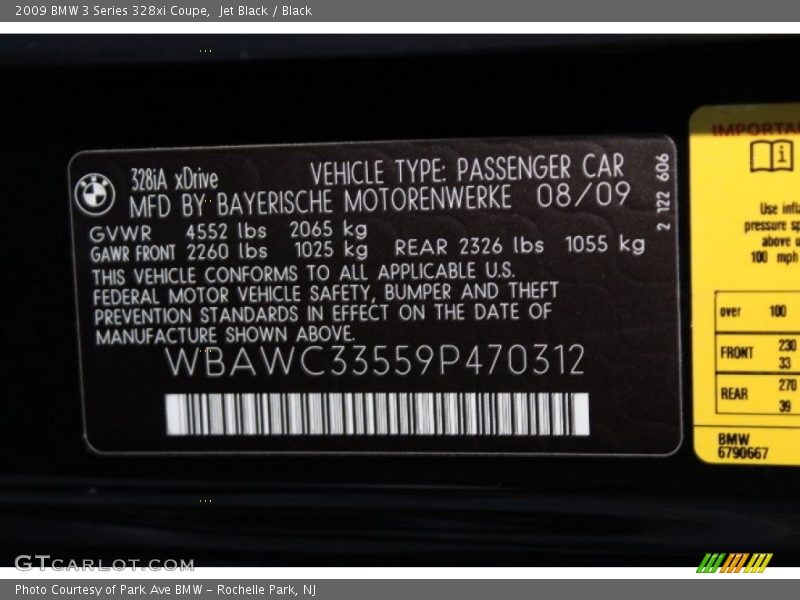 2009 BMW 3 Series 328xi Coupe, Jet Black / Black
328iA xDrive VEHICLE TYPE: PASSENGER CAR
MFD BY BAYERISCHE MOTORENWERKE 08/09
GVWR 4552 lbs 2065 kg
GAWR FRONT 2260 lbs 1025 kg REAR 2326 lbs 1055 kg
THIS VEHICLE CONFORMS TO ALL APPLICABLE U.S.
FEDERAL MOTOR VEHICLE SAFETY, BUMPER AND THEFT
PREVENTION STANDARDS IN EFFECT ON THE DATE OF
MANUFACTURE SHOWN ABOVE.
WBAWC33559P470312
2 122 606
IMPORTA
Use infla
pressure sp
above u
100 mph
over 100
FRONT 230
33
REAR 270
39
BMW
6790667
GTCARLOT.COM
Photo Courtesy of Park Ave BMW - Rochelle Park, NJ